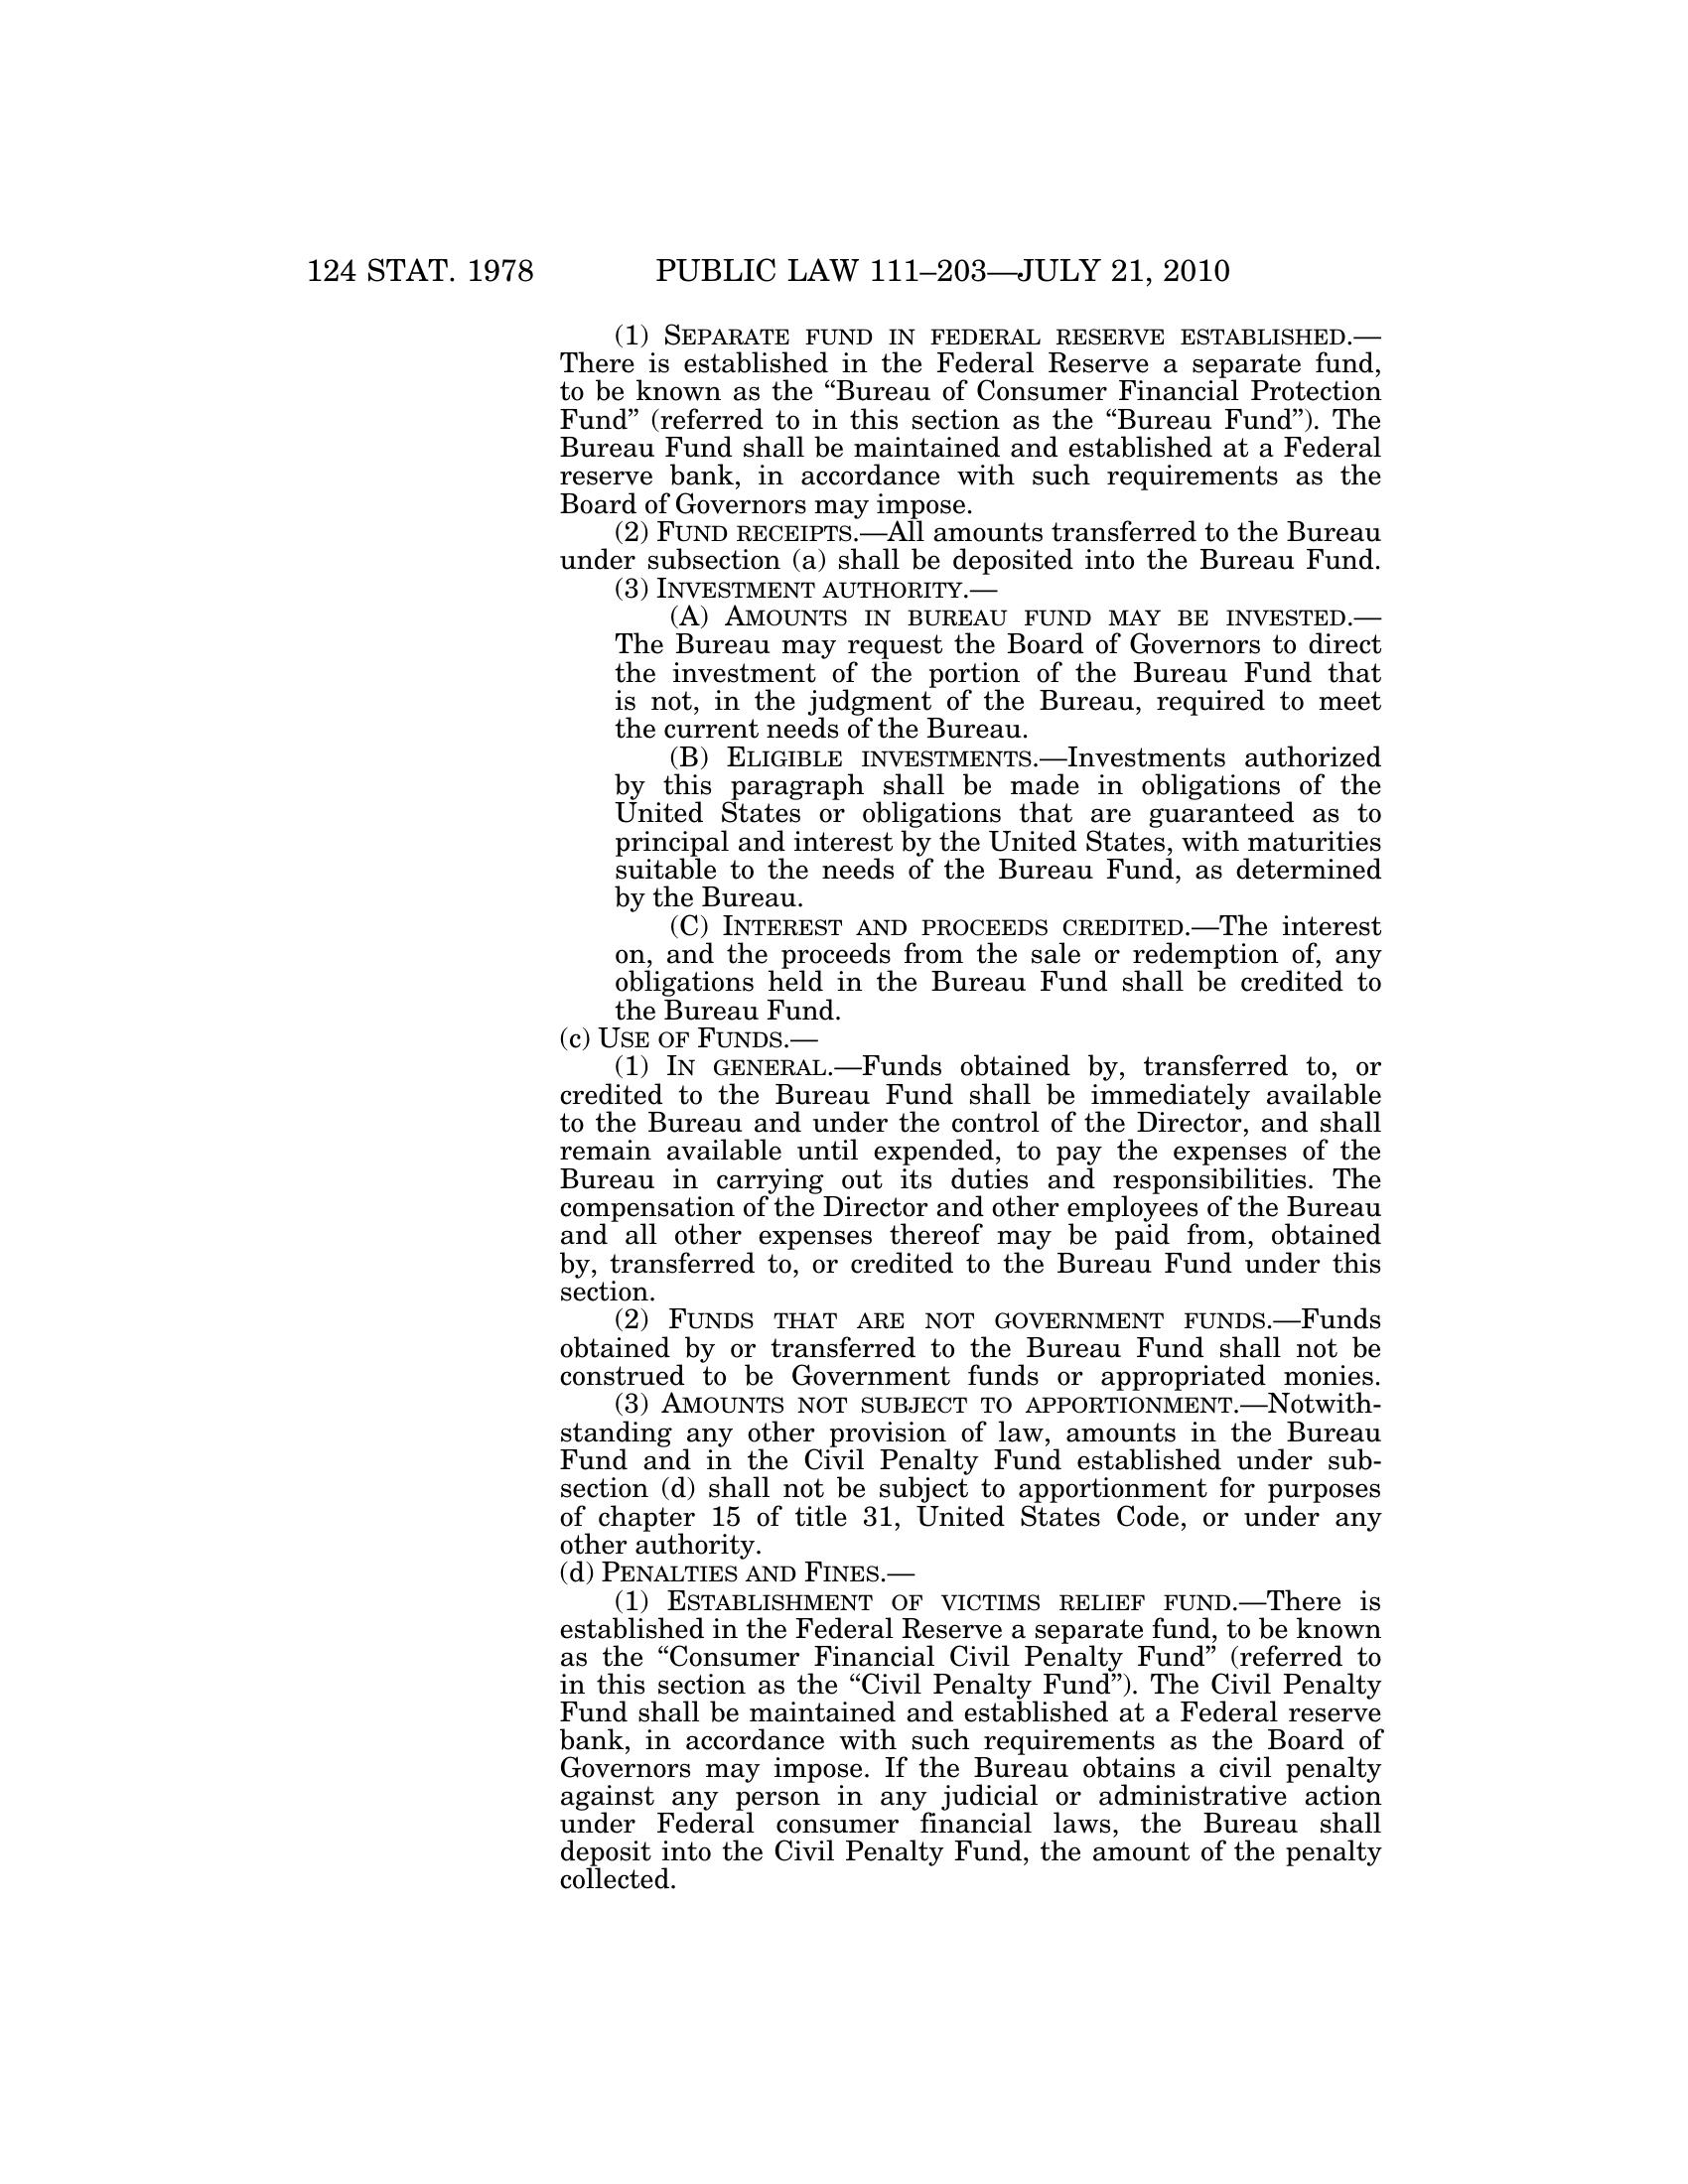 124 STAT. 1978 PUBLIC LAW 111–203—JULY 21, 2010
(1) SEPARATE FUND IN FEDERAL RESERVE ESTABLISHED.—
There is established in the Federal Reserve a separate fund,
to be known as the “Bureau of Consumer Financial Protection
Fund” (referred to in this section as the “Bureau Fund”). The
Bureau Fund shall be maintained and established at a Federal
reserve bank, in accordance with such requirements as the
Board of Governors may impose.
(2) FUND RECEIPTS.—All amounts transferred to the Bureau
under subsection (a) shall be deposited into the Bureau Fund.
(3) INVESTMENT AUTHORITY.—
(A) AMOUNTS IN BUREAU FUND MAY BE INVESTED.—
The Bureau may request the Board of Governors to direct
the investment of the portion of the Bureau Fund that
is not, in the judgment of the Bureau, required to meet
the current needs of the Bureau.
(B) ELIGIBLE INVESTMENTS.—Investments authorized
by this paragraph shall be made in obligations of the
United States or obligations that are guaranteed as to
principal and interest by the United States, with maturities
suitable to the needs of the Bureau Fund, as determined
by the Bureau.
(C) INTEREST AND PROCEEDS CREDITED.—The interest
on, and the proceeds from the sale or redemption of, any
obligations held in the Bureau Fund shall be credited to
the Bureau Fund.
(c) USE OF FUNDS.—
(1) IN GENERAL.—Funds obtained by, transferred to, or
credited to the Bureau Fund shall be immediately available
to the Bureau and under the control of the Director, and shall
remain available until expended, to pay the expenses of the
Bureau in carrying out its duties and responsibilities. The
compensation of the Director and other employees of the Bureau
and all other expenses thereof may be paid from, obtained
by, transferred to, or credited to the Bureau Fund under this
section.
(2) FUNDS THAT ARE NOT GOVERNMENT FUNDS.—Funds
obtained by or transferred to the Bureau Fund shall not be
construed to be Government funds or appropriated monies.
(3) AMOUNTS NOT SUBJECT TO APPORTIONMENT.—Notwith-
standing any other provision of law, amounts in the Bureau
Fund and in the Civil Penalty Fund established under sub-
section (d) shall not be subject to apportionment for purposes
of chapter 15 of title 31, United States Code, or under any
other authority.
(d) PENALTIES AND FINES.—
(1) ESTABLISHMENT OF VICTIMS RELIEF FUND.—There is
established in the Federal Reserve a separate fund, to be known
as the “Consumer Financial Civil Penalty Fund” (referred to
in this section as the “Civil Penalty Fund”). The Civil Penalty
Fund shall be maintained and established at a Federal reserve
bank, in accordance with such requirements as the Board of
Governors may impose. If the Bureau obtains a civil penalty
against any person in any judicial or administrative action
under Federal consumer financial laws, the Bureau shall
deposit into the Civil Penalty Fund, the amount of the penalty
collected.